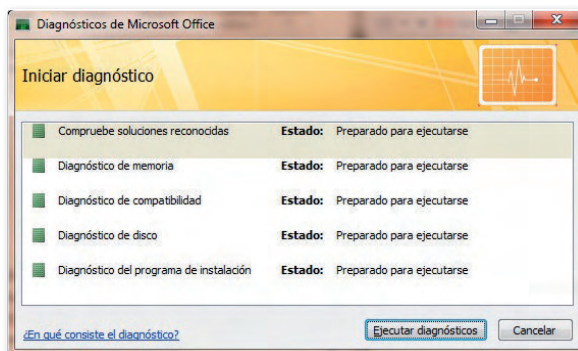 Diagnósticos de Microsoft Office
Iniciar diagnóstico
Compruebe soluciones reconocidas Estado: Preparado para ejecutarse
Diagnóstico de memoria Estado: Preparado para ejecutarse
Diagnóstico de compatibilidad Estado: Preparado para ejecutarse
Diagnóstico de disco Estado: Preparado para ejecutarse
Diagnóstico del programa de instalación Estado: Preparado para ejecutarse
¿En qué consiste el diagnóstico? Ejecutar diagnósticos Cancelar